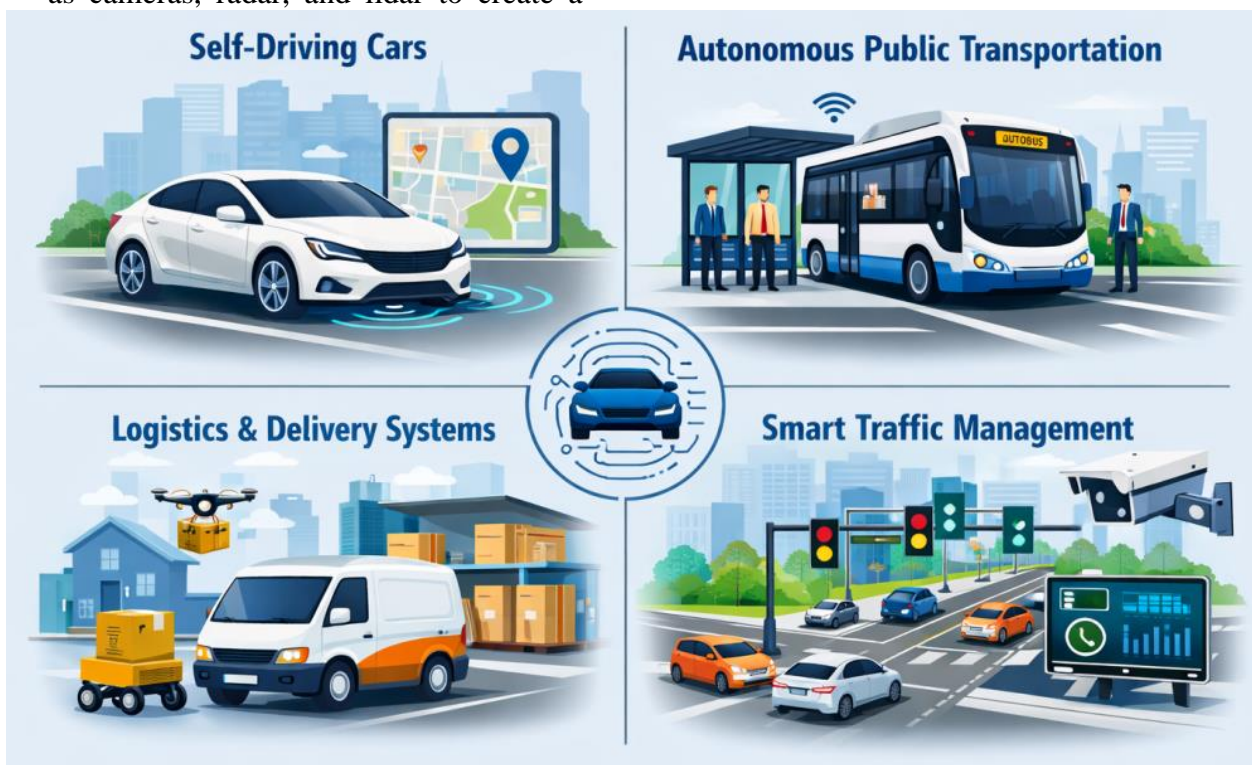 as cameras, radar, and lidar to create a
Self-Driving Cars
Autonomous Public Transportation
AUTOBUS
Logistics & Delivery Systems
Smart Traffic Management